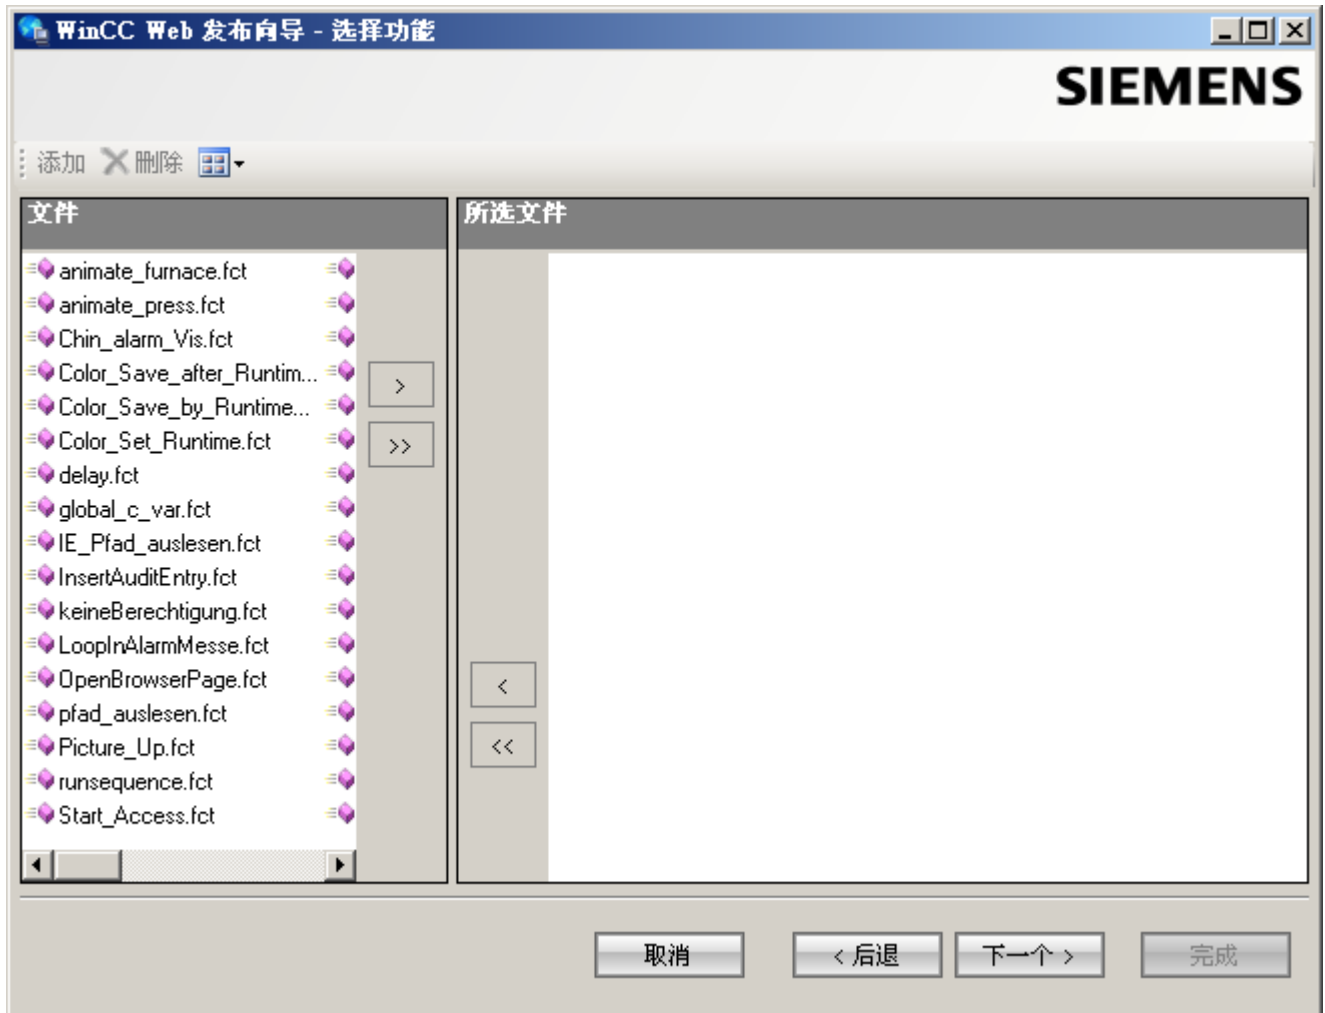 WinCC Web 发布向导 - 选择功能
SIEMENS
添加 删除
文件
所选文件
animate_furnace.fct
animate_press.fct
Chin_alarm_Vis.fct
Color_Save_after_Runtim...
>
Color_Save_by_Runtime...
Color_Set_Runtime.fct
>>
delay.fct
global_c_var.fct
IE_Pfad_auslesen.fct
InsertAuditEntry.fct
keineBerechtigung.fct
LoopInAlarmMesse.fct
OpenBrowserPage.fct
<
pfad_auslesen.fct
Picture_Up.fct
<<
runsequence.fct
Start_Access.fct
取消 < 后退 下一个 > 完成